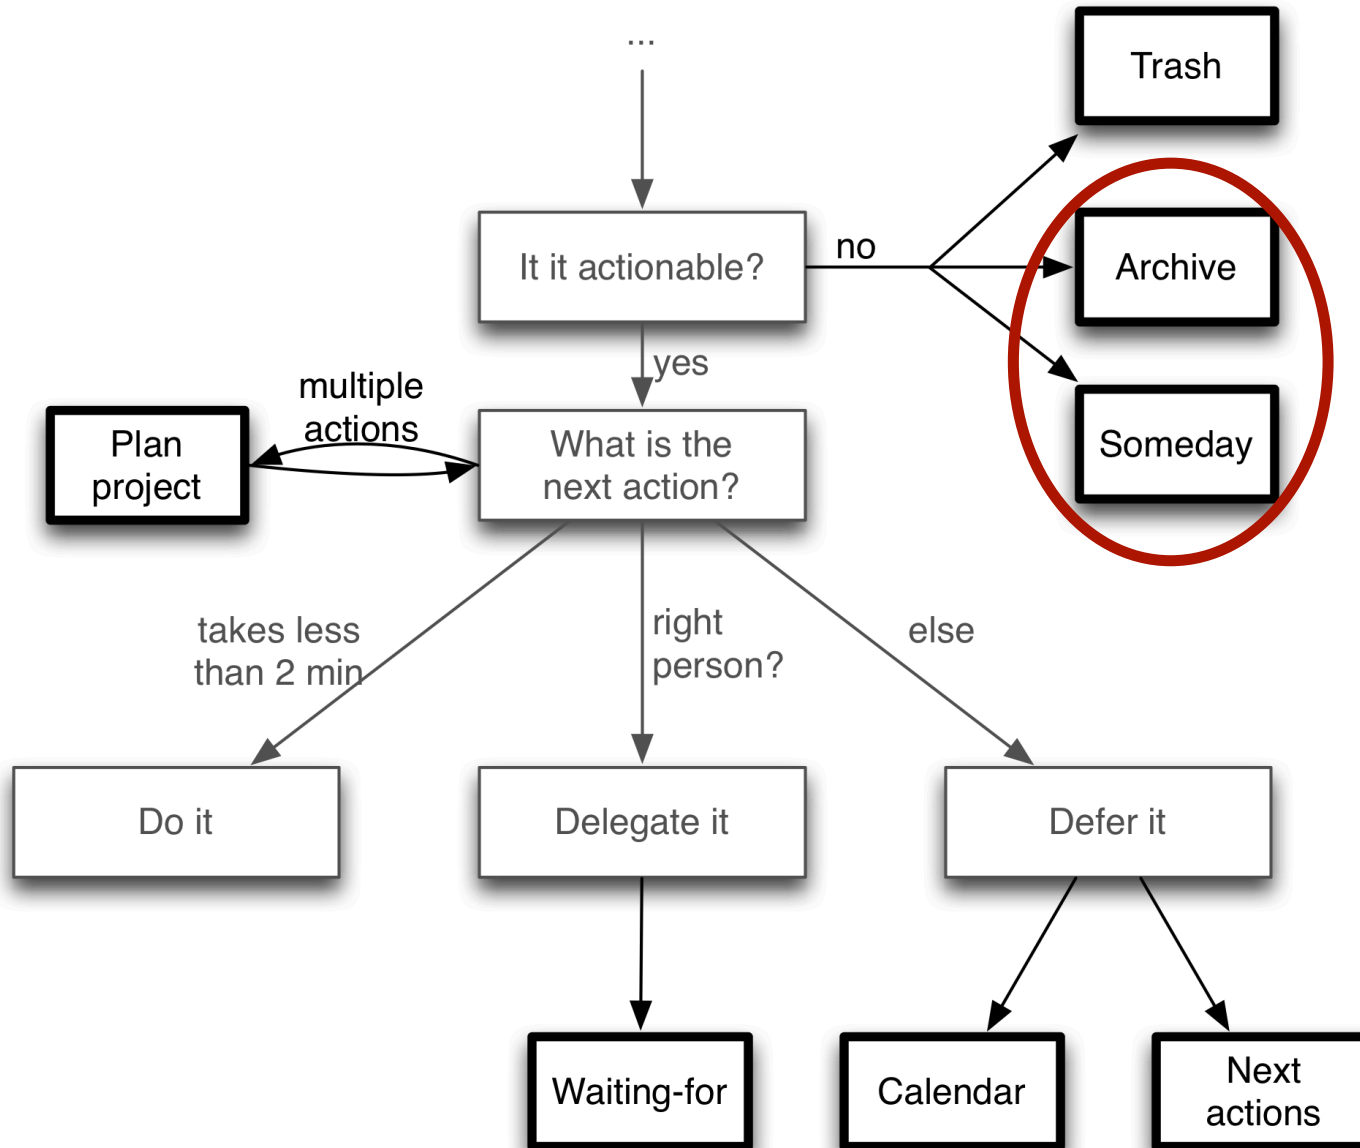 ...
Trash
It it actionable?
no
Archive
yes
multiple
actions
Plan
project
What is the
next action?
Someday
takes less
than 2 min
right
person?
else
Do it
Delegate it
Defer it
Waiting-for
Calendar
Next
actions